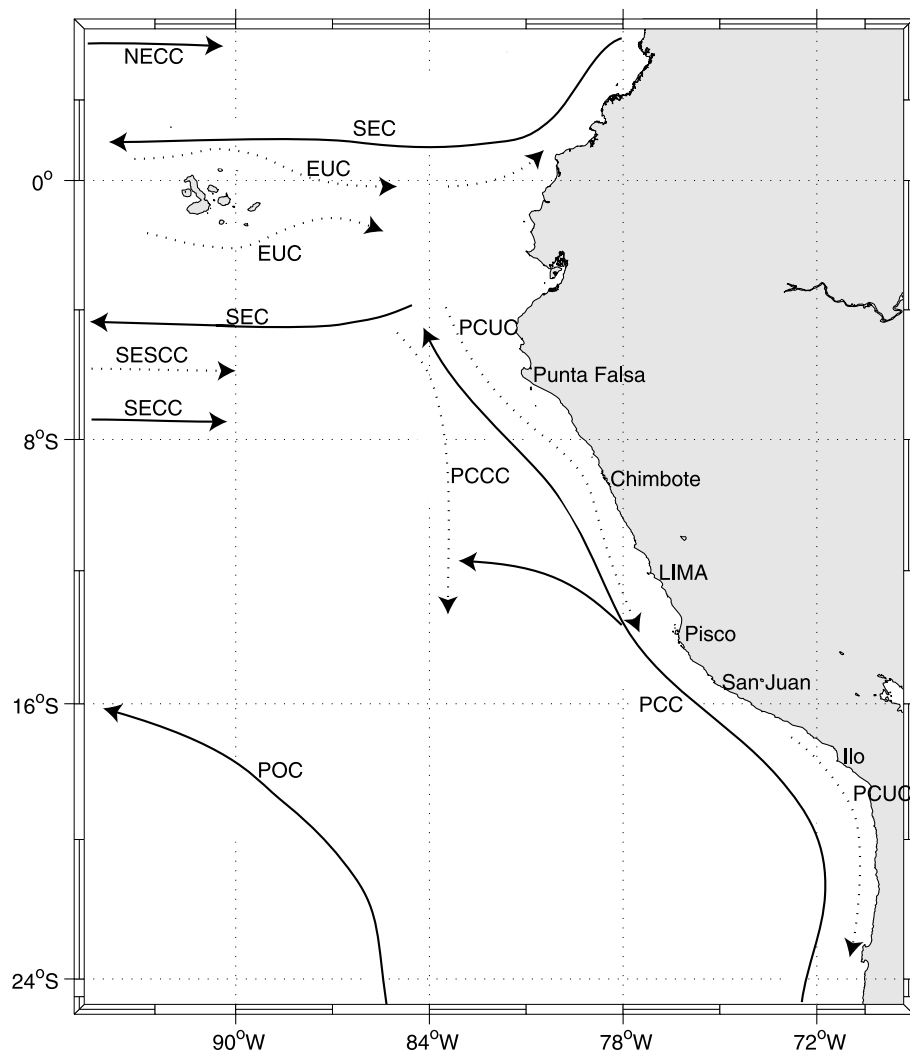 NECC
SEC
EUC
0°
EUC
SEC
PCUC
SESCC
Punta Falsa
SECC
8°S
PCCC
Chimbote
LIMA
Pisco
San Juan
16°S
PCC
Ilo
POC
PCUC
24°S
90°W
84°W
78°W
72°W